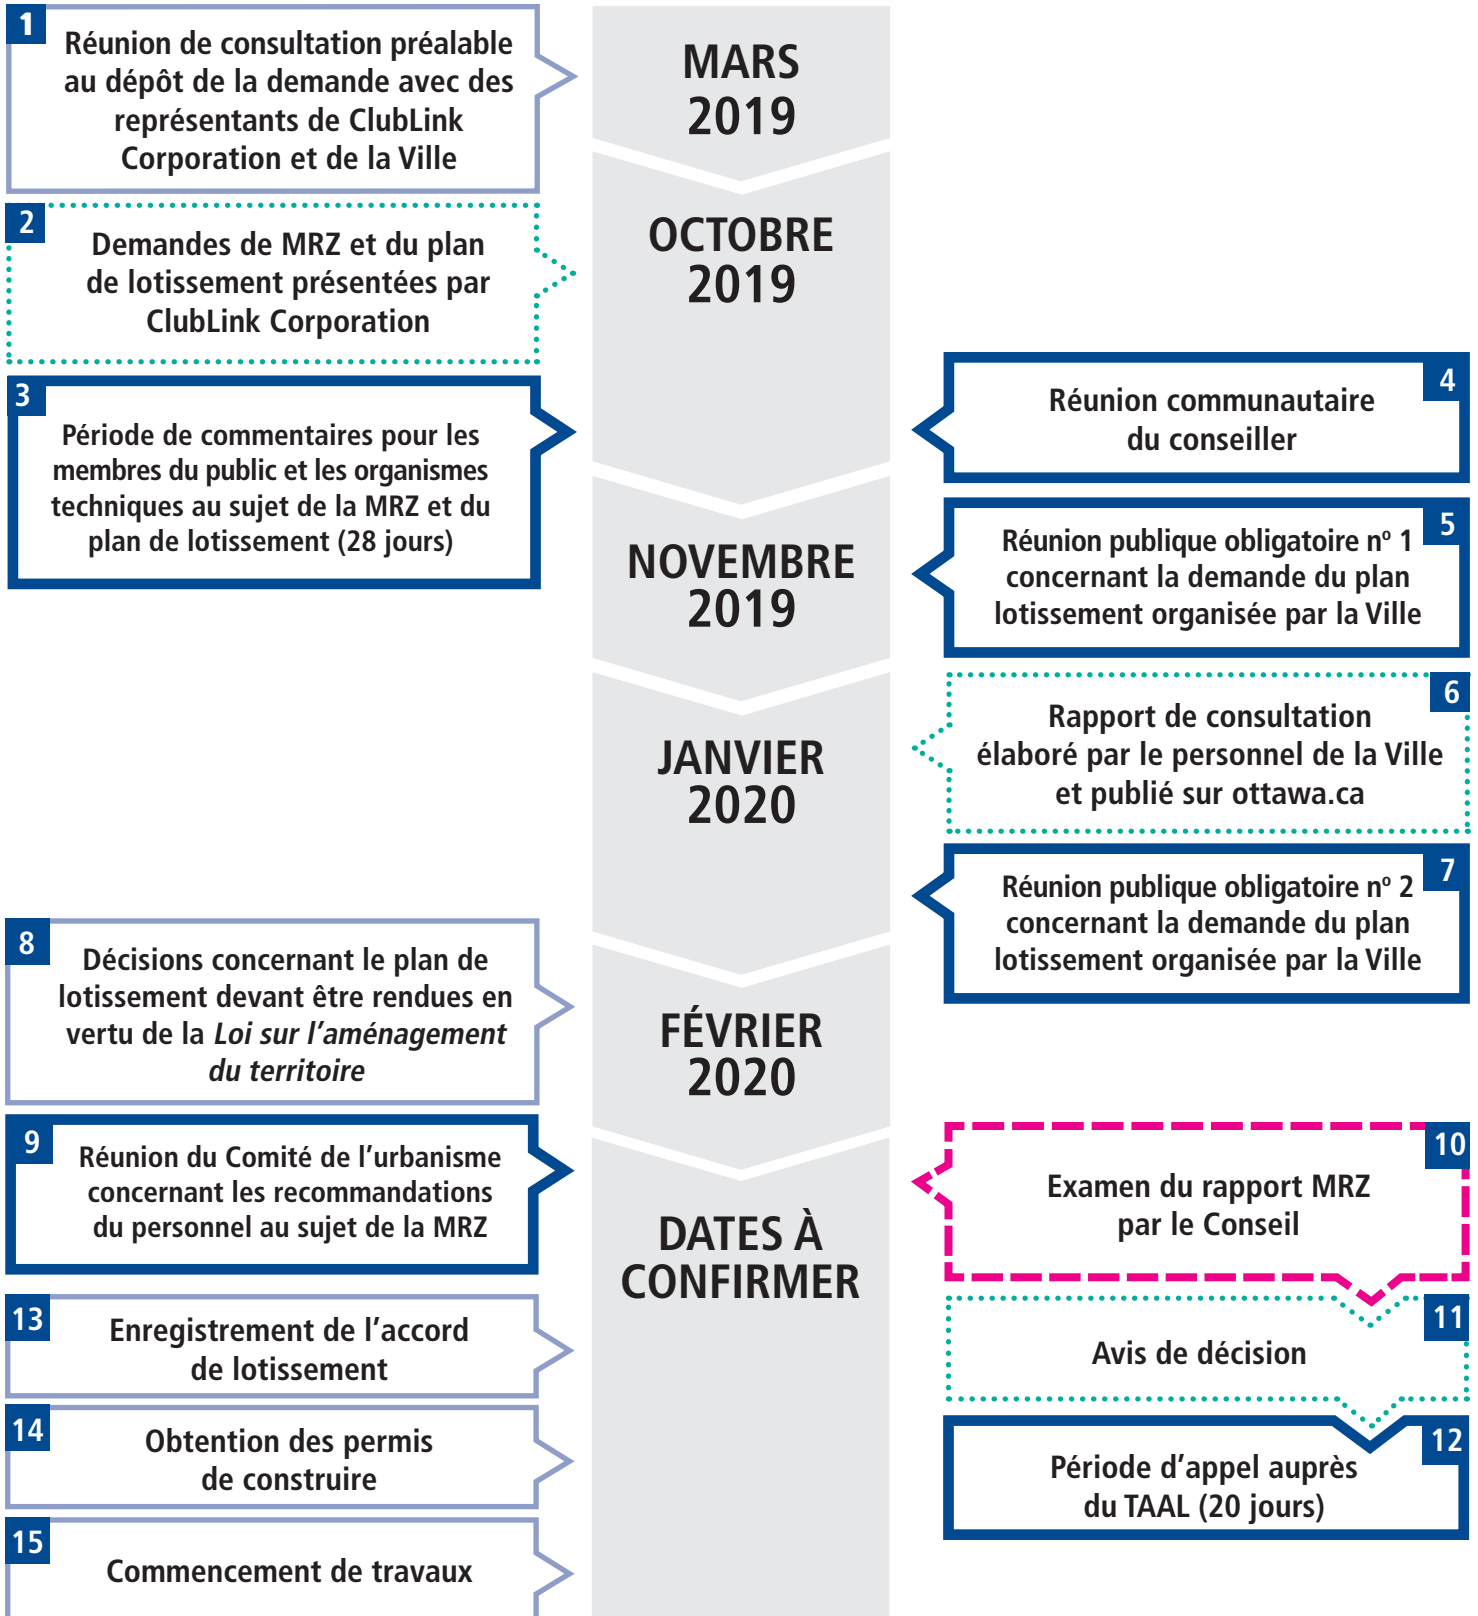 1
Réunion de consultation préalable
au dépôt de la demande avec des
représentants de ClubLink
Corporation et de la Ville
MARS
2019
2
Demandes de MRZ et du plan
de lotissement présentées par
ClubLink Corporation
OCTOBRE
2019
3
Période de commentaires pour les
membres du public et les organismes
techniques au sujet de la MRZ et du
plan de lotissement (28 jours)
4
Réunion communautaire
du conseiller
NOVEMBRE
2019
5
Réunion publique obligatoire nº 1
concernant la demande du plan
lotissement organisée par la Ville
JANVIER
2020
6
Rapport de consultation
élaboré par le personnel de la Ville
et publié sur ottawa.ca
7
Réunion publique obligatoire nº 2
concernant la demande du plan
lotissement organisée par la Ville
8
Décisions concernant le plan de
lotissement devant être rendues en
vertu de la Loi sur l’aménagement
du territoire
FÉVRIER
2020
9
Réunion du Comité de l’urbanisme
concernant les recommandations
du personnel au sujet de la MRZ
DATES À
CONFIRMER
10
Examen du rapport MRZ
par le Conseil
11
Avis de décision
12
Période d’appel auprès
du TAAL (20 jours)
13
Enregistrement de l’accord
de lotissement
14
Obtention des permis
de construire
15
Commencement de travaux